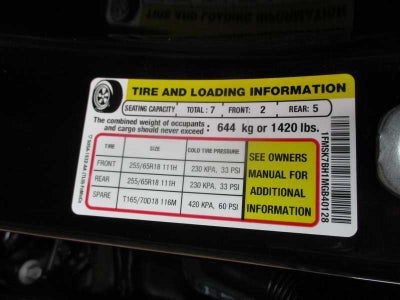 TIRE AND LOADING INFORMATION
SEATING CAPACITY TOTAL : 7 FRONT: 2 REAR: 5
The combined weight of occupants
and cargo should never exceed : 644 kg or 1420 lbs.
TIRE SIZE COLD TIRE PRESSURE
FRONT 255/65R18 111H 230 KPA, 33 PSI
REAR 255/65R18 111H 230 KPA, 33 PSI
SPARE T165/70D18 116M 420 KPA, 60 PSI
SEE OWNERS
MANUAL FOR
ADDITIONAL
INFORMATION
1FMSK7BH1MGB40128